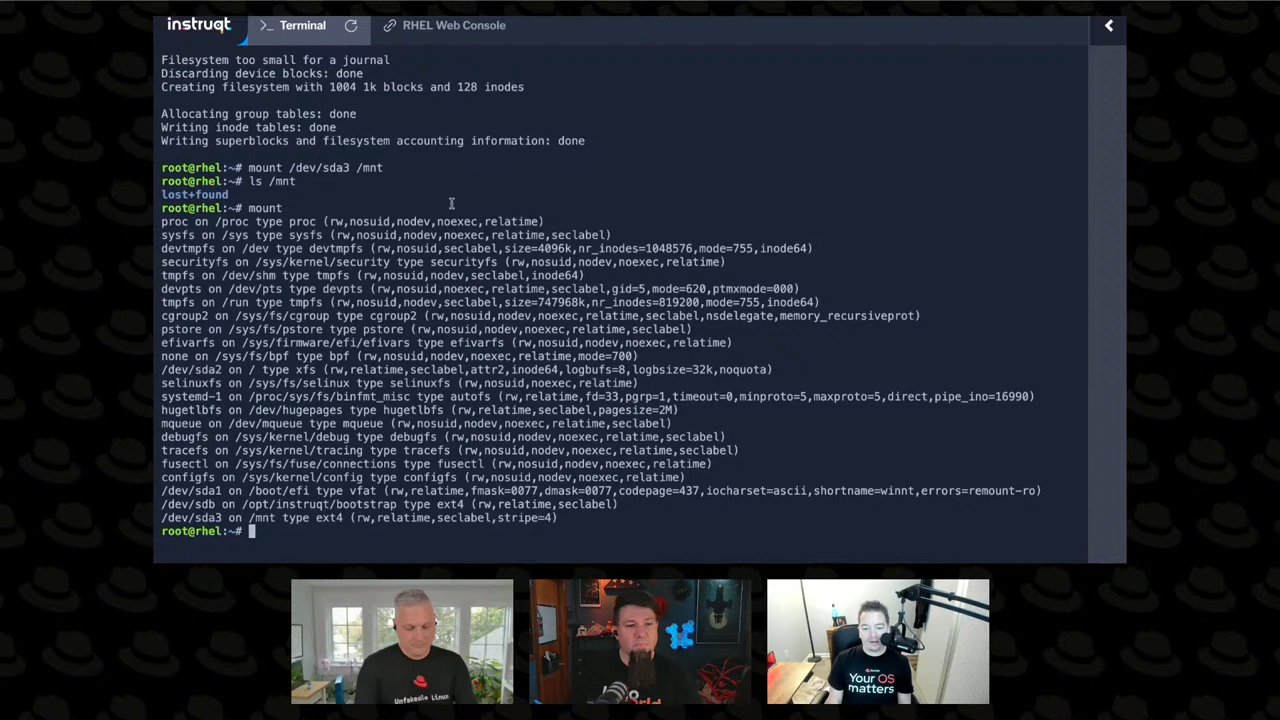 instruqt
>_ Terminal
RHEL Web Console
Filesystem too small for a journal
Discarding device blocks: done
Creating filesystem with 1004 1k blocks and 128 inodes
Allocating group tables: done
Writing inode tables: done
Writing superblocks and filesystem accounting information: done
root@rhel:~# mount /dev/sda3 /mnt
root@rhel:~# ls /mnt
lost+found
root@rhel:~# mount
proc on /proc type proc (rw,nosuid,nodev,noexec,relatime)
sysfs on /sys type sysfs (rw,nosuid,nodev,noexec,relatime,seclabel)
devtmpfs on /dev type devtmpfs (rw,nosuid,seclabel,size=4096k,nr_inodes=1048576,mode=755,inode64)
securityfs on /sys/kernel/security type securityfs (rw,nosuid,nodev,noexec,relatime)
tmpfs on /dev/shm type tmpfs (rw,nosuid,nodev,seclabel,inode64)
devpts on /dev/pts type devpts (rw,nosuid,noexec,relatime,seclabel,gid=5,mode=620,ptmxmode=000)
tmpfs on /run type tmpfs (rw,nosuid,nodev,seclabel,size=747968k,nr_inodes=819200,mode=755,inode64)
cgroup2 on /sys/fs/cgroup type cgroup2 (rw,nosuid,nodev,noexec,relatime,seclabel,nsdelegate,memory_recursiveprot)
pstore on /sys/fs/pstore type pstore (rw,nosuid,nodev,noexec,relatime,seclabel)
efivarfs on /sys/firmware/efi/efivars type efivarfs (rw,nosuid,nodev,noexec,relatime)
none on /sys/fs/bpf type bpf (rw,nosuid,nodev,noexec,relatime,mode=700)
/dev/sda2 on / type xfs (rw,relatime,seclabel,attr2,inode64,logbufs=8,logbsize=32k,noquota)
selinuxfs on /sys/fs/selinux type selinuxfs (rw,nosuid,noexec,relatime)
systemd-1 on /proc/sys/fs/binfmt_misc type autofs (rw,relatime,fd=33,pgrp=1,timeout=0,minproto=5,maxproto=5,direct,pipe_ino=16990)
hugetlbfs on /dev/hugepages type hugetlbfs (rw,relatime,seclabel,pagesize=2M)
mqueue on /dev/mqueue type mqueue (rw,nosuid,nodev,noexec,relatime,seclabel)
debugfs on /sys/kernel/debug type debugfs (rw,nosuid,nodev,noexec,relatime,seclabel)
tracefs on /sys/kernel/tracing type tracefs (rw,nosuid,nodev,noexec,relatime,seclabel)
fusectl on /sys/fs/fuse/connections type fusectl (rw,nosuid,nodev,noexec,relatime)
configfs on /sys/kernel/config type configfs (rw,nosuid,nodev,noexec,relatime)
/dev/sda1 on /boot/efi type vfat (rw,relatime,fmask=0077,dmask=0077,codepage=437,iocharset=ascii,shortname=winnt,errors=remount-ro)
/dev/sdb on /opt/instruqt/bootstrap type ext4 (rw,relatime,seclabel)
/dev/sda3 on /mnt type ext4 (rw,relatime,seclabel,stripe=4)
root@rhel:~#
Your OS
matters